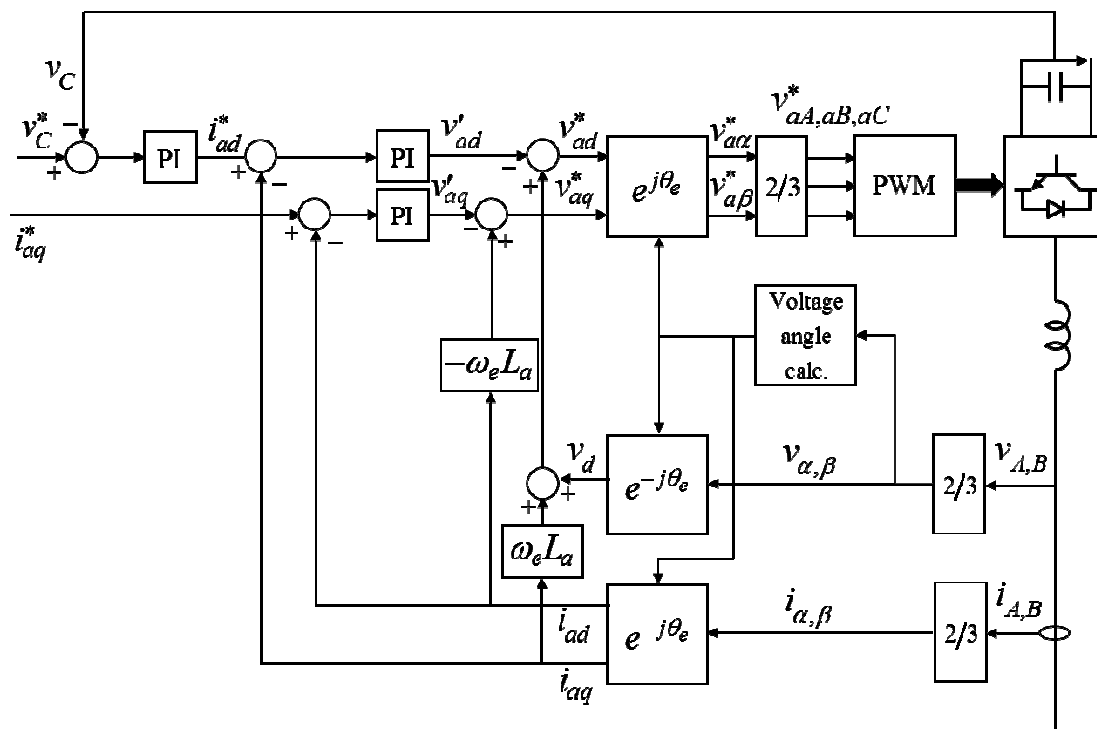 v_C
v*_C
−
+
PI
i*_ad
+
−
PI
v'_ad
−
+
v*_ad
e^{jθ_e}
v*_aα
v*_aβ
2/3
v*_aA,aB,aC
PWM
i*_aq
+
−
PI
v'_aq
−
+
v*_aq
Voltage
angle
calc.
−ω_e L_a
v_d
+
+
e^{−jθ_e}
v_α,β
2/3
v_A,B
ω_e L_a
i_ad
i_aq
e^{jθ_e}
i_α,β
2/3
i_A,B